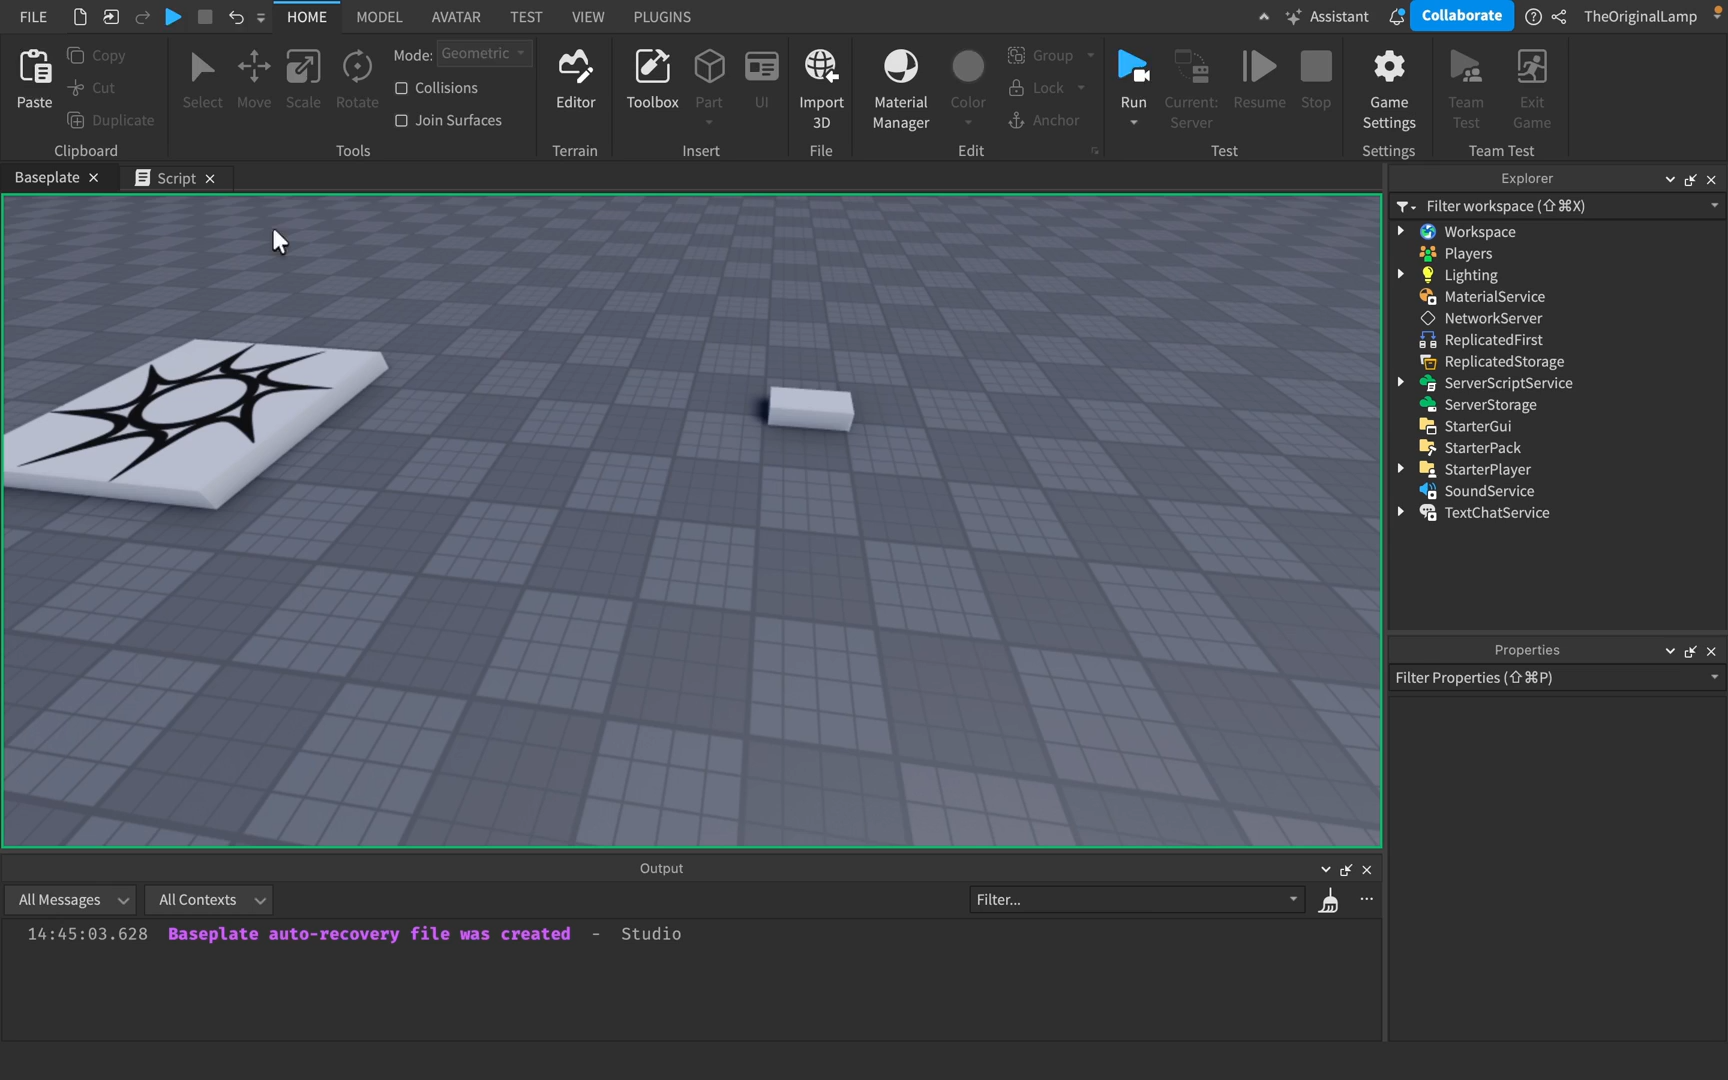 FILE HOME MODEL AVATAR TEST VIEW PLUGINS Assistant Collaborate TheOriginalLamp
Paste Copy Cut Duplicate
Clipboard
Select Move Scale Rotate
Mode: Geometric
Collisions
Join Surfaces
Tools
Editor
Terrain
Toolbox Part UI
Insert
Import
3D
File
Material
Manager
Color
Group
Lock
Anchor
Edit
Run
Current:
Server
Resume Stop
Test
Game
Settings
Settings
Team
Test
Exit
Game
Team Test
Baseplate Script
Explorer
Filter workspace (⇧⌘X)
Workspace
Players
Lighting
MaterialService
NetworkServer
ReplicatedFirst
ReplicatedStorage
ServerScriptService
ServerStorage
StarterGui
StarterPack
StarterPlayer
SoundService
TextChatService
Properties
Filter Properties (⇧⌘P)
Output
All Messages All Contexts Filter... ...
14:45:03.628 Baseplate auto-recovery file was created - Studio